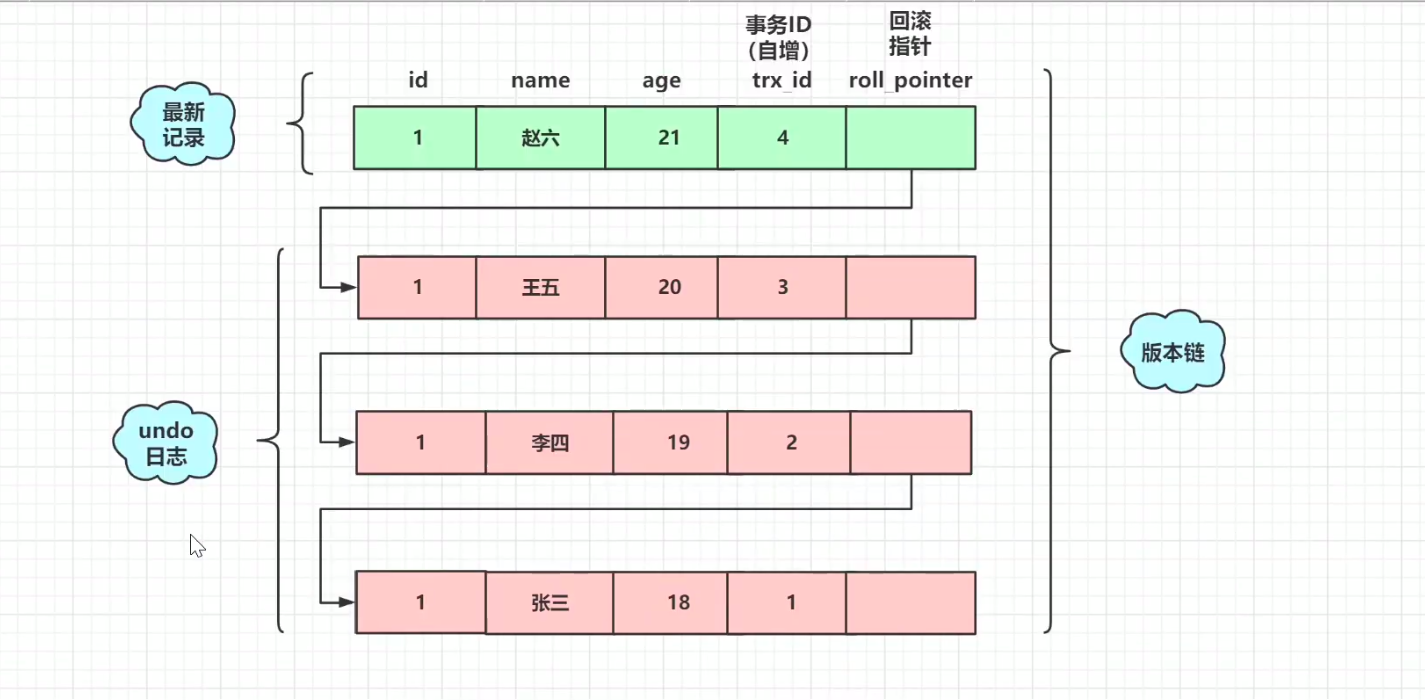 事务ID
（自增）
回滚
指针
id name age trx_id roll_pointer
最新
记录
1 赵六 21 4
1 王五 20 3
版本链
undo
日志
1 李四 19 2
1 张三 18 1